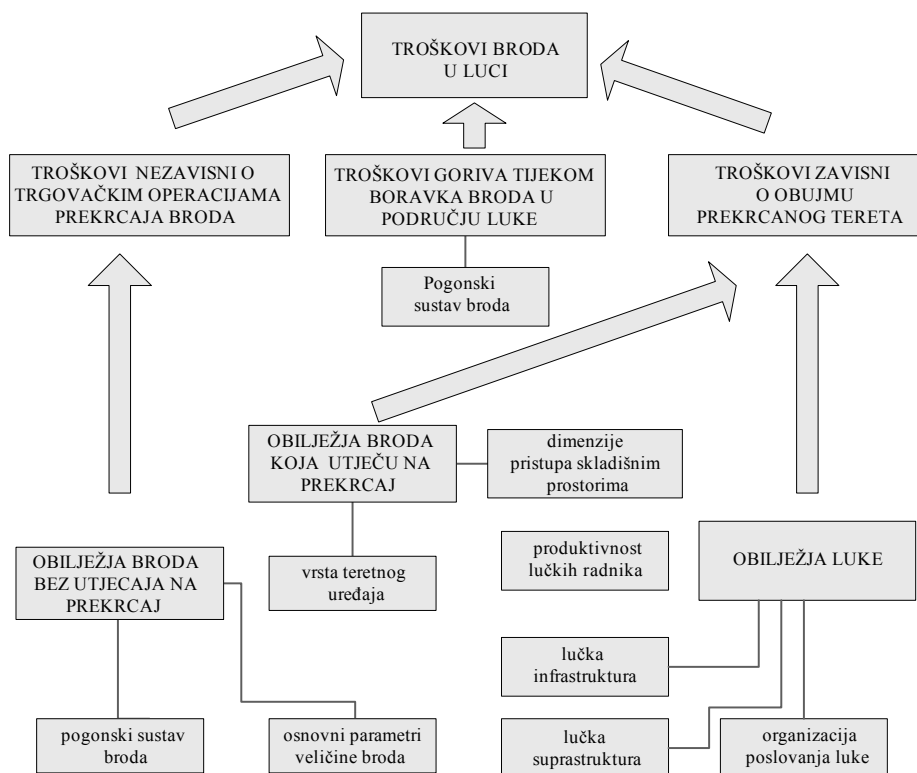 TROŠKOVI BRODA
U LUCI
TROŠKOVI NEZAVISNI O
TRGOVAČKIM OPERACIJAMA
PREKRCAJA BRODA
TROŠKOVI GORIVA TIJEKOM
BORAVKA BRODA U
PODRUČJU LUKE
TROŠKOVI ZAVISNI
O OBUJMU
PREKRCANOG TERETA
Pogonski
sustav broda
OBILJEŽJA BRODA
KOJA UTJEČU NA
PREKRCAJ
dimenzije
pristupa skladišnim
prostorima
OBILJEŽJA BRODA
BEZ UTJECAJA NA
PREKRCAJ
vrsta teretnog
uređaja
produktivnost
lučkih radnika
OBILJEŽJA LUKE
lučka
infrastruktura
pogonski sustav
broda
osnovni parametri
veličine broda
lučka
suprastruktura
organizacija
poslovanja luke